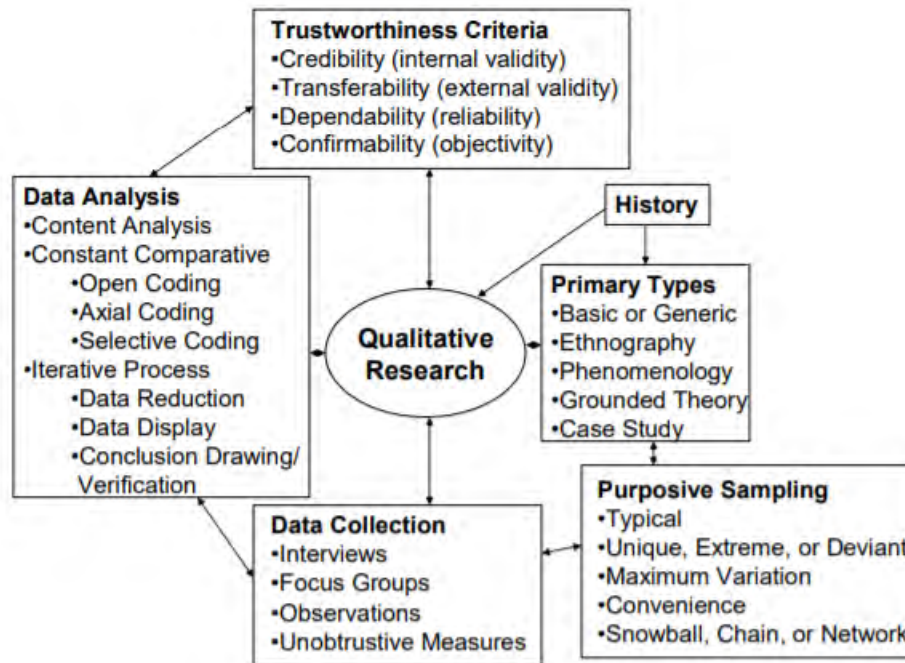 Trustworthiness Criteria
•Credibility (internal validity)
•Transferability (external validity)
•Dependability (reliability)
•Confirmability (objectivity)
Data Analysis
•Content Analysis
•Constant Comparative
•Open Coding
•Axial Coding
•Selective Coding
•Iterative Process
•Data Reduction
•Data Display
•Conclusion Drawing/
Verification
History
Qualitative
Research
Primary Types
•Basic or Generic
•Ethnography
•Phenomenology
•Grounded Theory
•Case Study
Data Collection
•Interviews
•Focus Groups
•Observations
•Unobtrusive Measures
Purposive Sampling
•Typical
•Unique, Extreme, or Deviant
•Maximum Variation
•Convenience
•Snowball, Chain, or Network